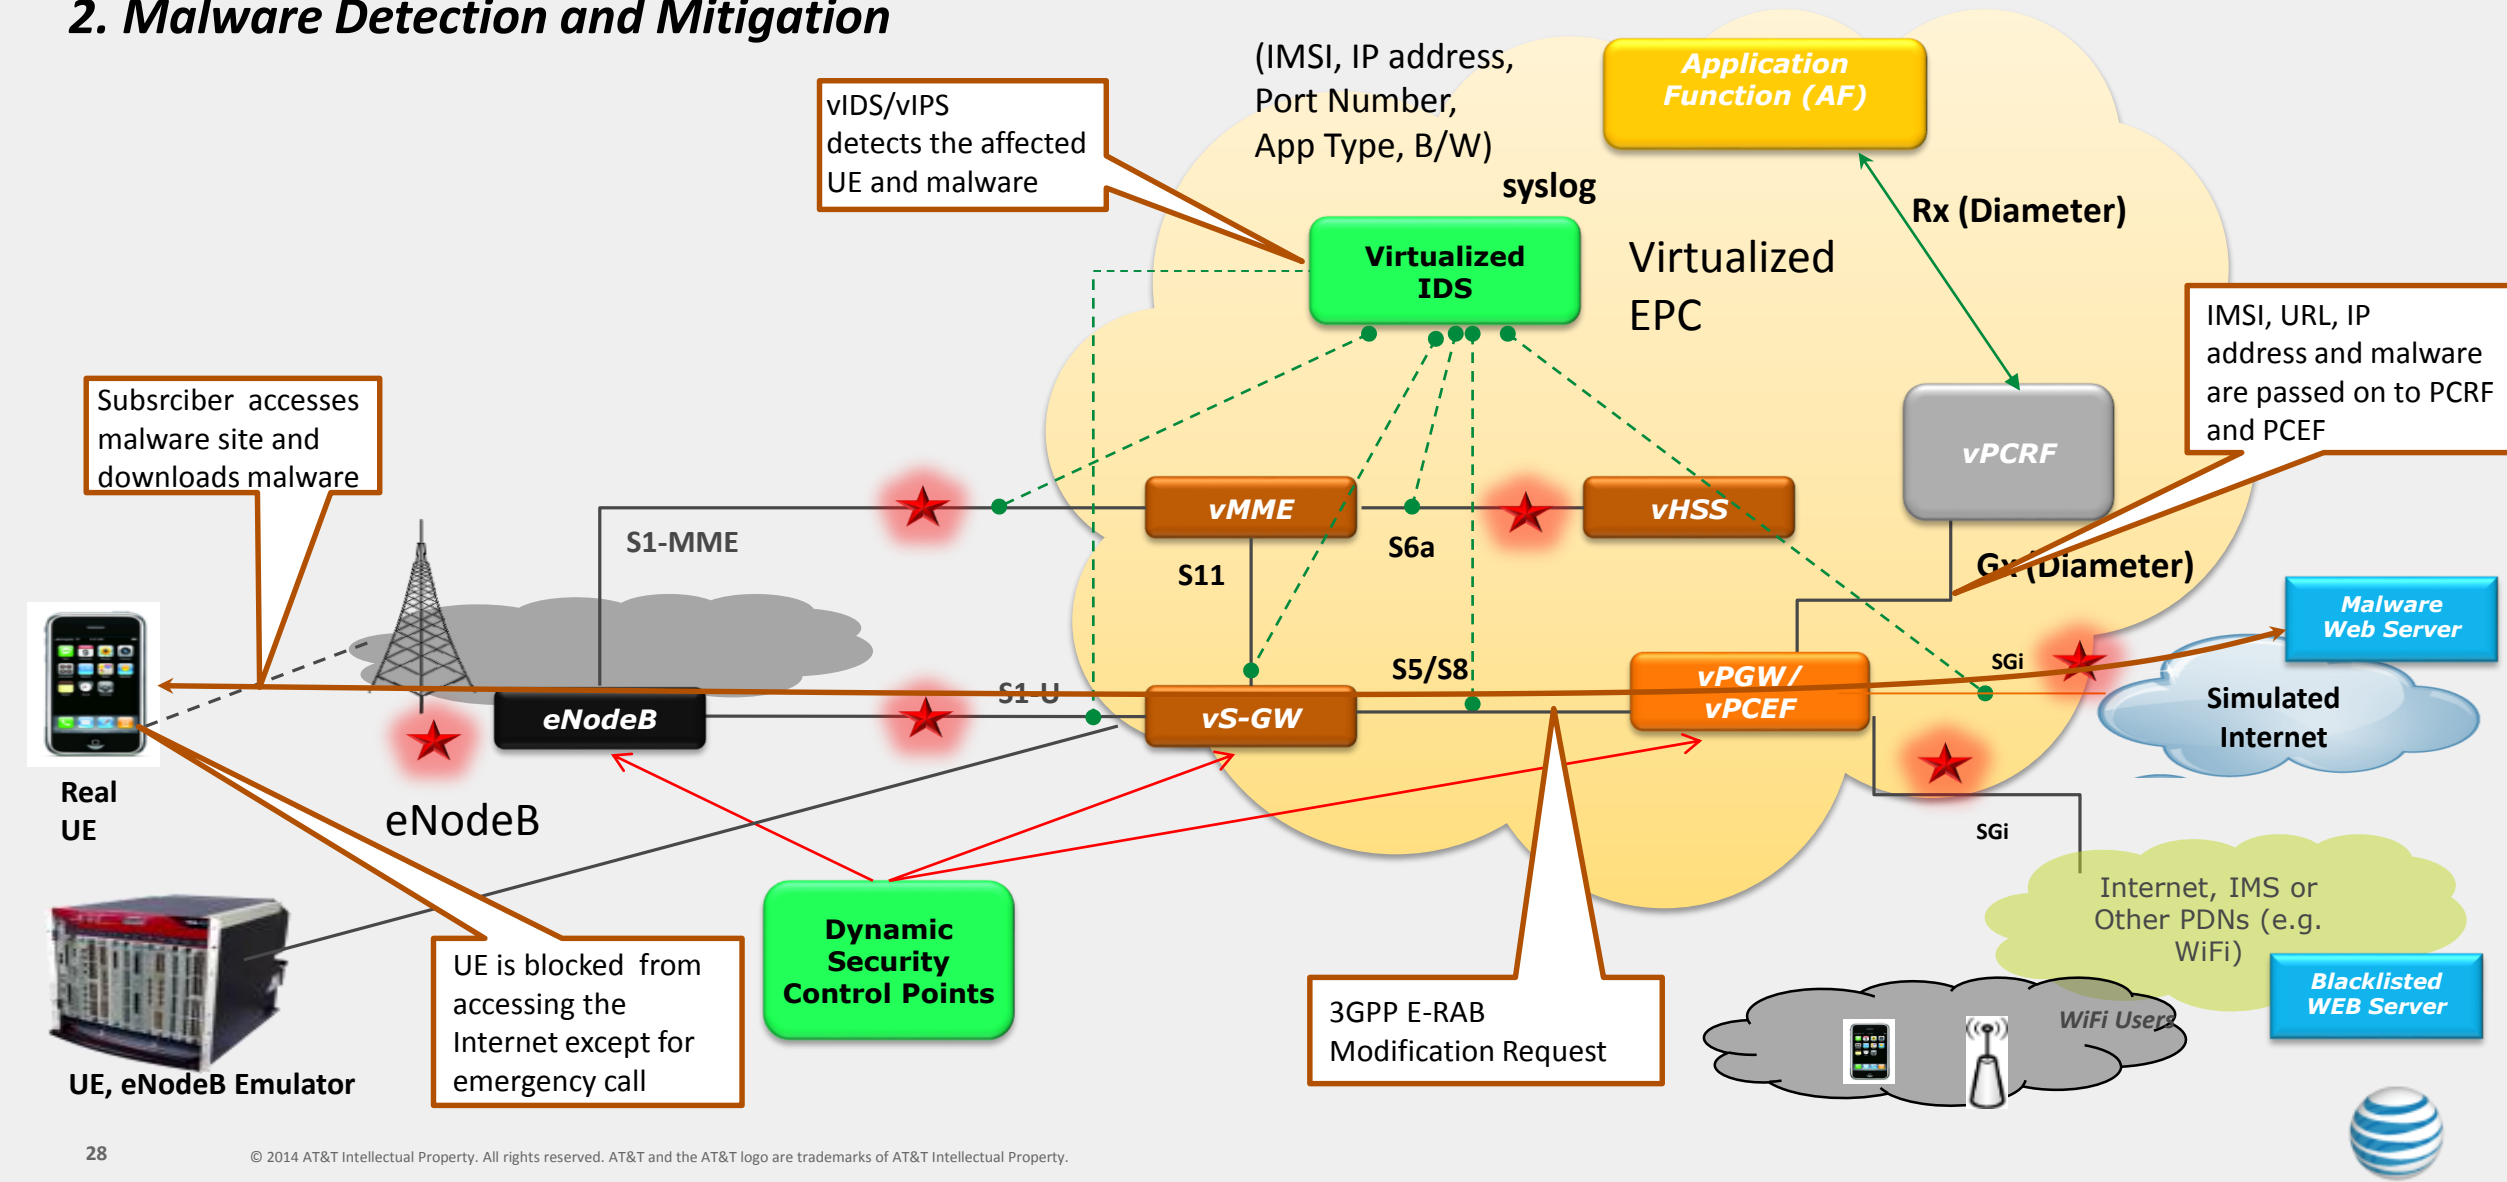 2. Malware Detection and Mitigation
(IMSI, IP address,
Port Number,
App Type, B/W)
syslog
Application
Function (AF)
vIDS/vIPS
detects the affected
UE and malware
Rx (Diameter)
Virtualized
IDS
Virtualized
EPC
IMSI, URL, IP
address and malware
are passed on to PCRF
and PCEF
Subsrciber accesses
malware site and
downloads malware
vPCRF
vMME
vHSS
S1-MME
S6a
S11
Gx (Diameter)
Malware
Web Server
S5/S8
SGi
S1-U
eNodeB
vS-GW
vPGW/
vPCEF
Simulated
Internet
Real
UE
eNodeB
SGi
Internet, IMS or
Other PDNs (e.g.
WiFi)
Dynamic
Security
Control Points
UE is blocked from
accessing the
Internet except for
emergency call
3GPP E-RAB
Modification Request
Blacklisted
WEB Server
WiFi Users
UE, eNodeB Emulator
28
© 2014 AT&T Intellectual Property. All rights reserved. AT&T and the AT&T logo are trademarks of AT&T Intellectual Property.